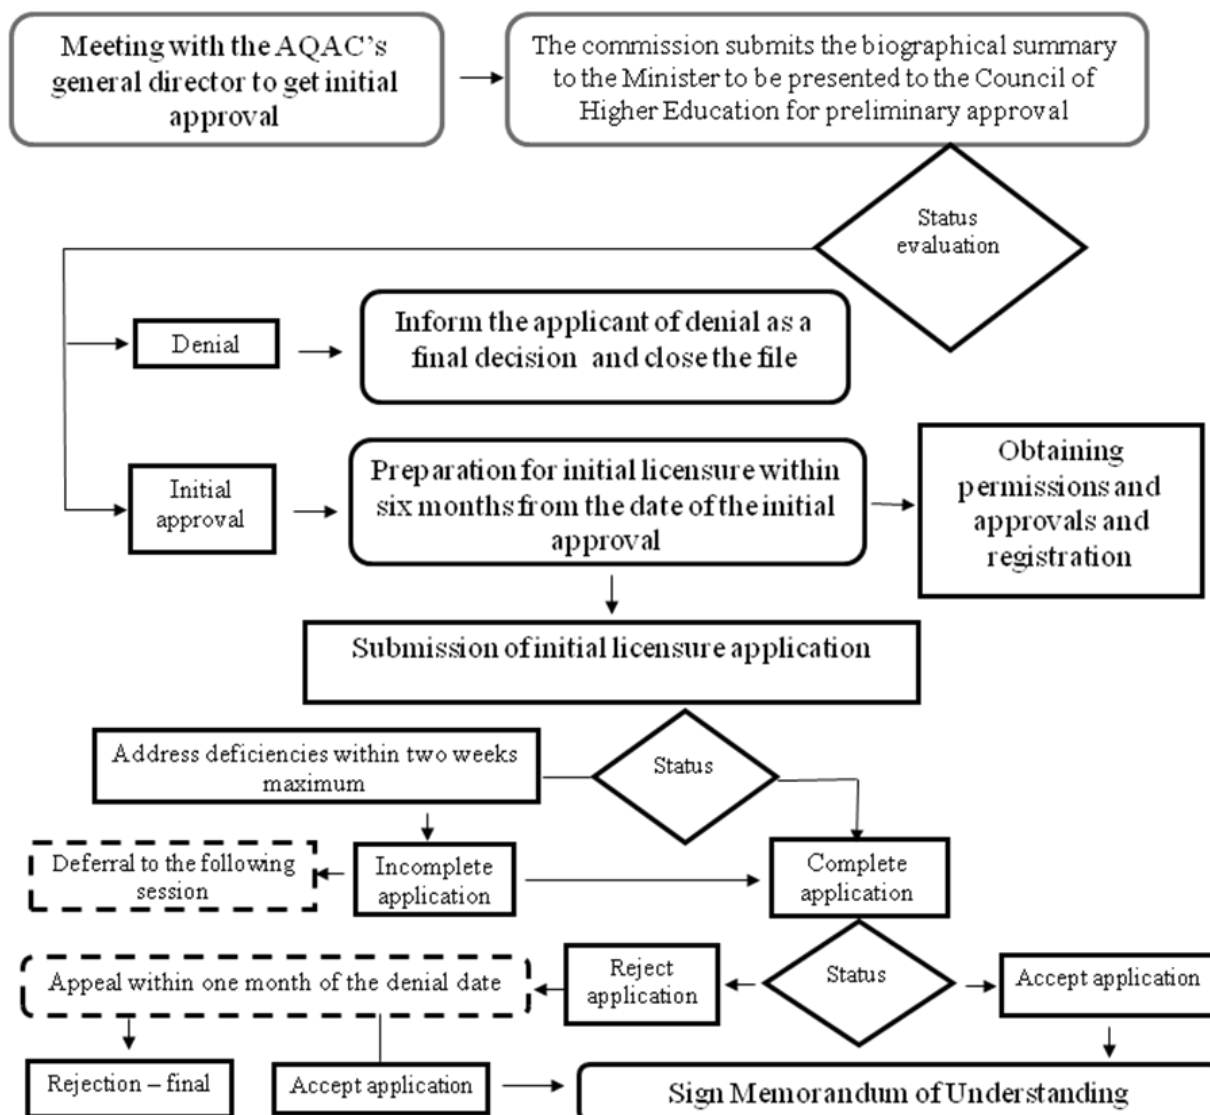 Meeting with the AQAC's
general director to get initial
approval
The commission submits the biographical summary
to the Minister to be presented to the Council of
Higher Education for preliminary approval
Status
evaluation
Denial
Inform the applicant of denial as a
final decision and close the file
Initial
approval
Preparation for initial licensure within
six months from the date of the initial
approval
Obtaining
permissions and
approvals and
registration
Submission of initial licensure application
Address deficiencies within two weeks
maximum
Status
Deferral to the following
session
Incomplete
application
Complete
application
Appeal within one month of the denial date
Reject
application
Status
Accept application
Rejection – final
Accept application
Sign Memorandum of Understanding